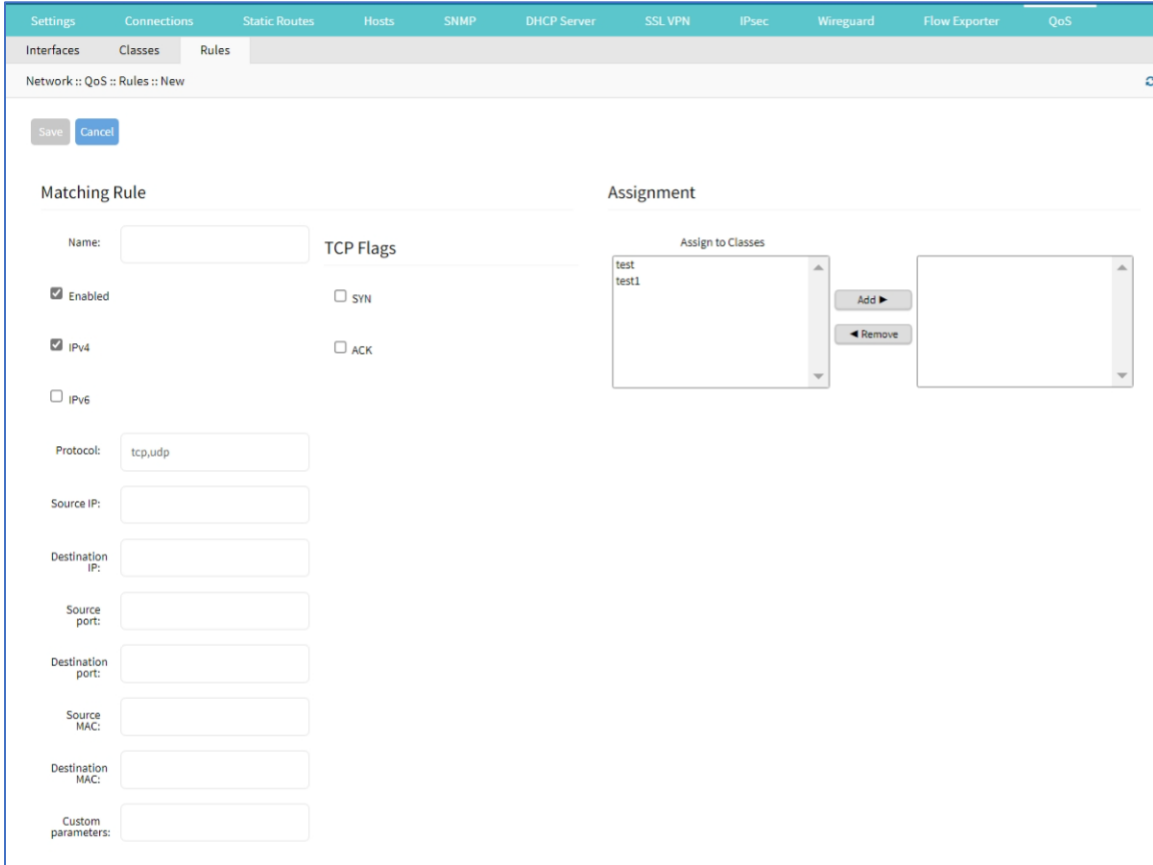 Settings Connections Static Routes Hosts SNMP DHCP Server SSL VPN IPsec Wireguard Flow Exporter QoS
Interfaces Classes Rules
Network :: QoS :: Rules :: New
Save Cancel
Matching Rule
Name:
Enabled
IPv4
IPv6
Protocol: tcp,udp
Source IP:
Destination
IP:
Source
port:
Destination
port:
Source
MAC:
Destination
MAC:
Custom
parameters:
TCP Flags
SYN
ACK
Assignment
Assign to Classes
test
test1
Add ►
◄ Remove